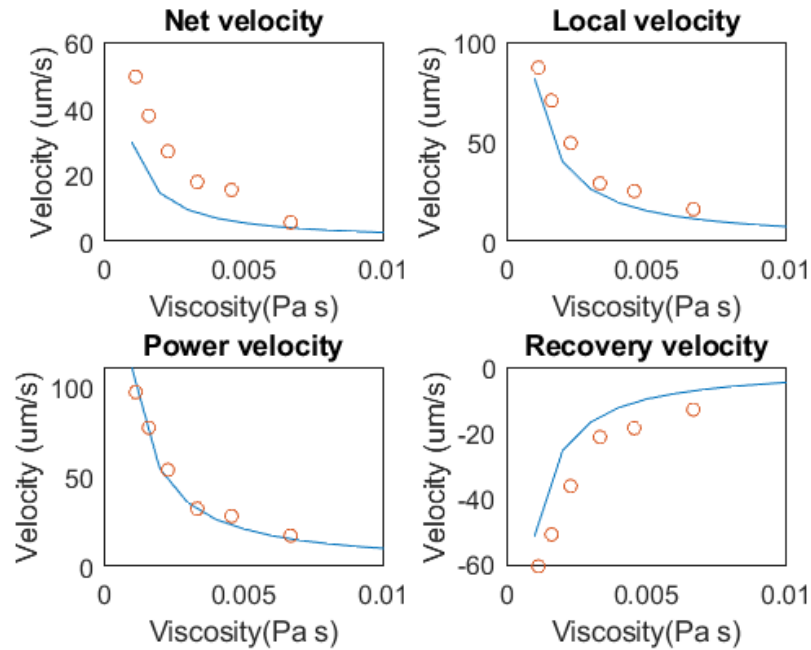 Net velocity
Velocity (um/s)
60
40
20
0
0
0.005
0.01
Viscosity(Pa s)
Local velocity
Velocity (um/s)
100
50
0
0
0.005
0.01
Viscosity(Pa s)
Power velocity
Velocity (um/s)
100
50
0
0
0.005
0.01
Viscosity(Pa s)
Recovery velocity
Velocity (um/s)
0
-20
-40
-60
0
0.005
0.01
Viscosity(Pa s)